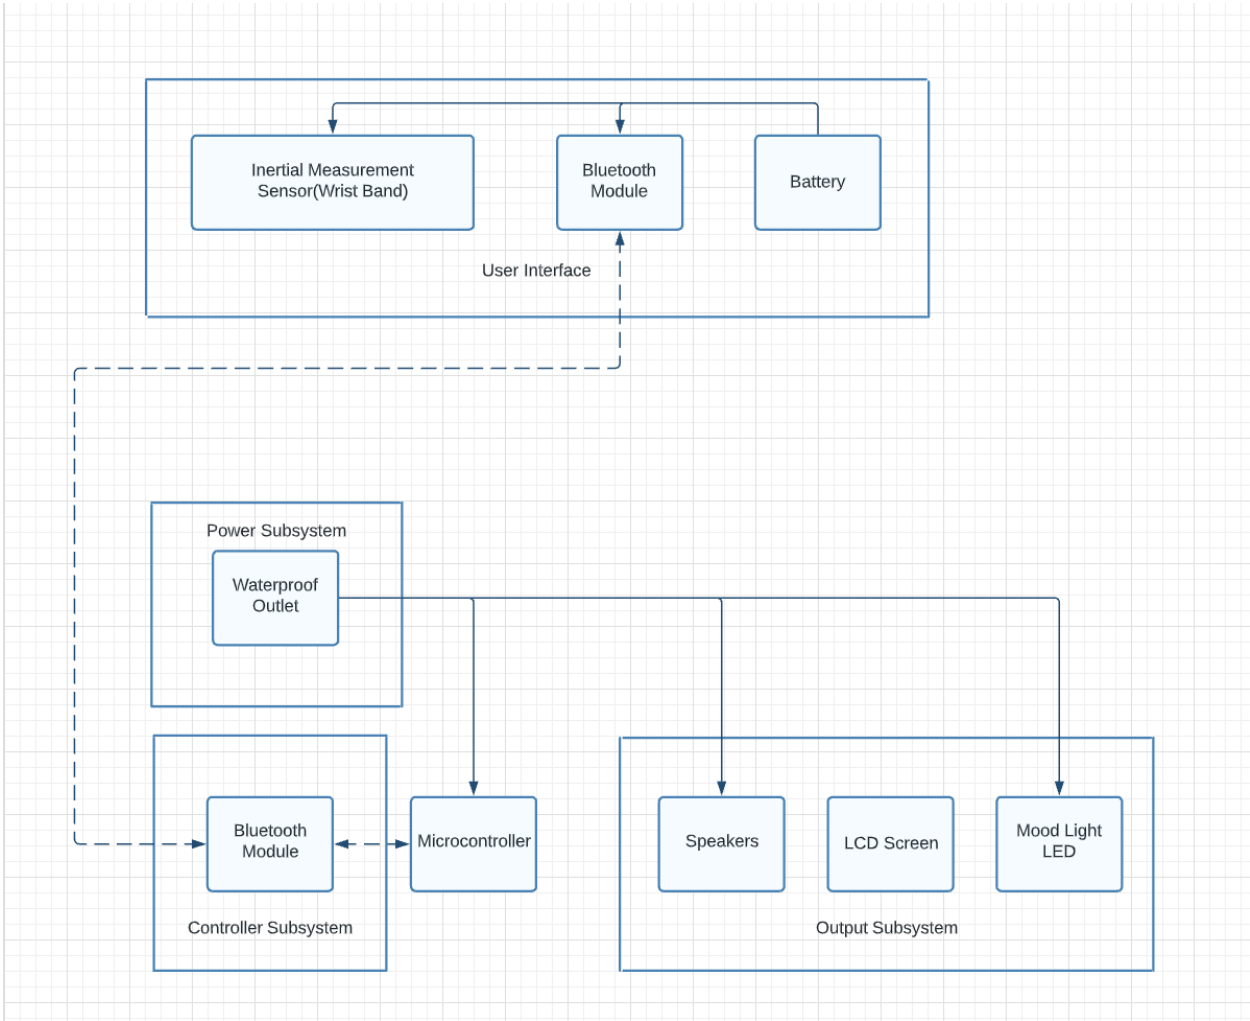 Inertial Measurement
Sensor(Wrist Band)
Bluetooth
Module
Battery
User Interface
Power Subsystem
Waterproof
Outlet
Bluetooth
Module
Microcontroller
Speakers
LCD Screen
Mood Light
LED
Controller Subsystem
Output Subsystem